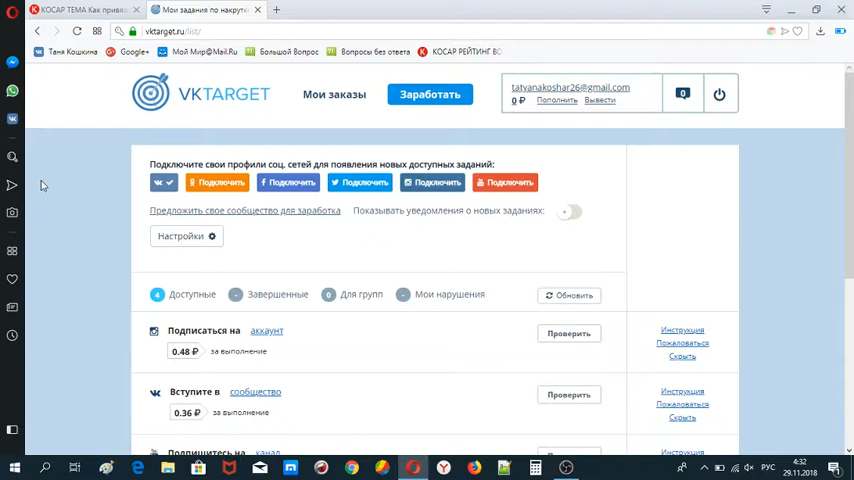 КОСАР ТЕМА Как привяз
Мои задания по накрутк
vktarget.ru/list/
Таня Кошкина
Google+
Мой Мир@Mail.Ru
Большой Вопрос
Вопросы без ответа
КОСАР РЕЙТИНГ ВО
VKTARGET
Мои заказы
Заработать
tatyanakoshar26@gmail.com
0 ₽ Пополнить Вывести
0
Подключите свои профили соц. сетей для появления новых доступных заданий:
Подключить
Подключить
Подключить
Подключить
Подключить
Предложить свое сообщество для заработка
Показывать уведомления о новых заданиях:
Настройки
4 Доступные
- Завершенные
0 Для групп
- Мои нарушения
Обновить
Подписаться на аккаунт
0.48 ₽ за выполнение
Проверить
Инструкция
Пожаловаться
Скрыть
Вступите в сообщество
0.36 ₽ за выполнение
Проверить
Инструкция
Пожаловаться
Скрыть
Подпишитесь на канал
Инструкция
РУС
4:32
29.11.2018